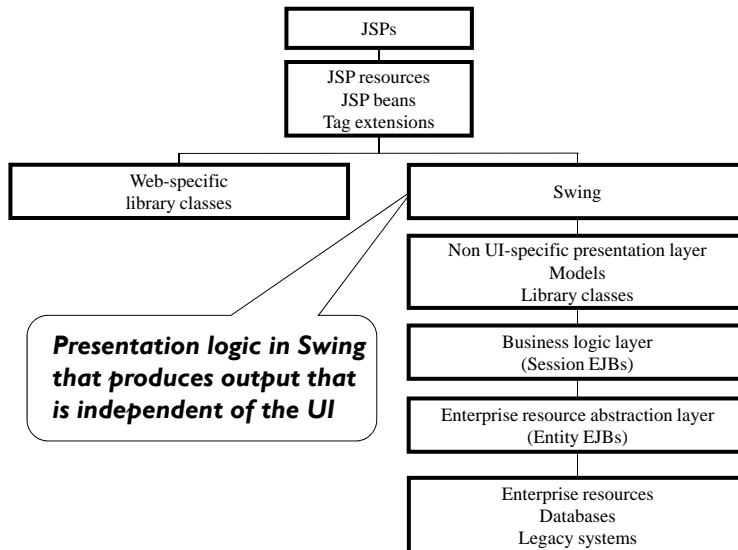 JSPs
JSP resources
JSP beans
Tag extensions
Web-specific
library classes
Swing
Non UI-specific presentation layer
Models
Library classes
Presentation logic in Swing
that produces output that
is independent of the UI
Business logic layer
(Session EJBs)
Enterprise resource abstraction layer
(Entity EJBs)
Enterprise resources
Databases
Legacy systems